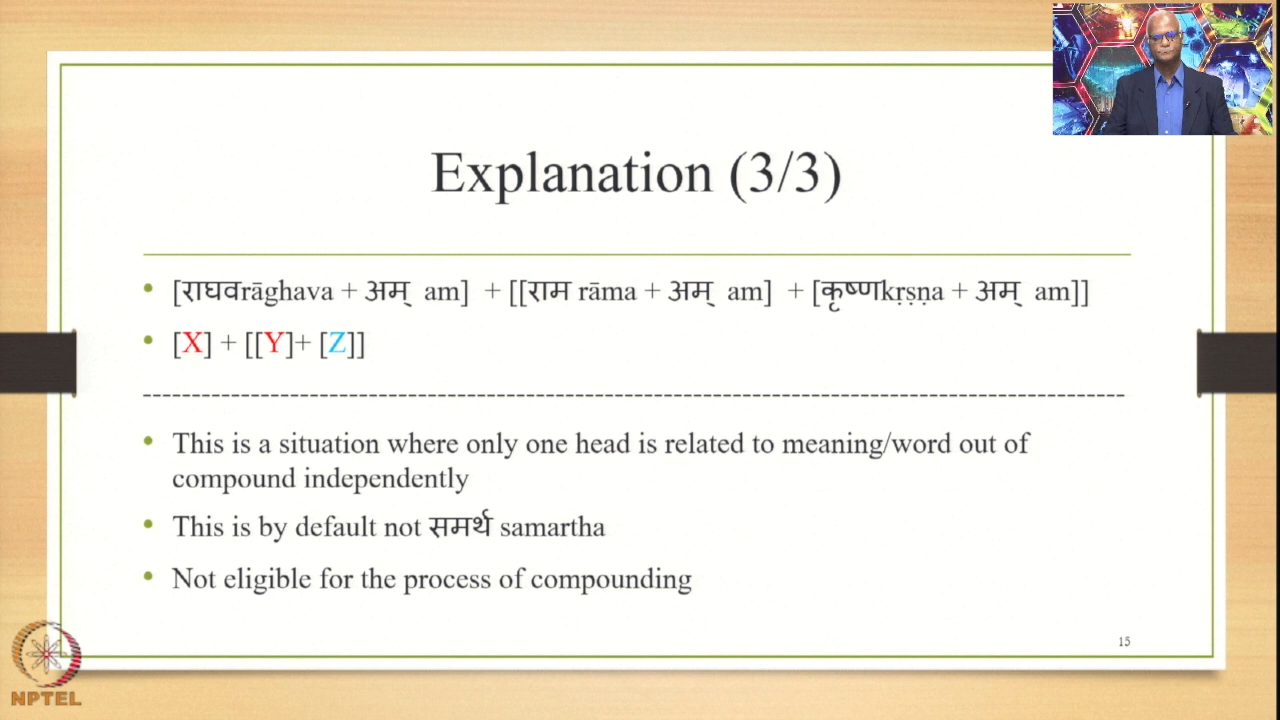 Explanation (3/3)
[राघवrāghava + अम् am] + [[राम rāma + अम् am] + [कृष्णkṛṣṇa + अम् am]]
[X] + [[Y]+ [Z]]
This is a situation where only one head is related to meaning/word out of
compound independently
This is by default not समर्थ samartha
Not eligible for the process of compounding
15
NPTEL